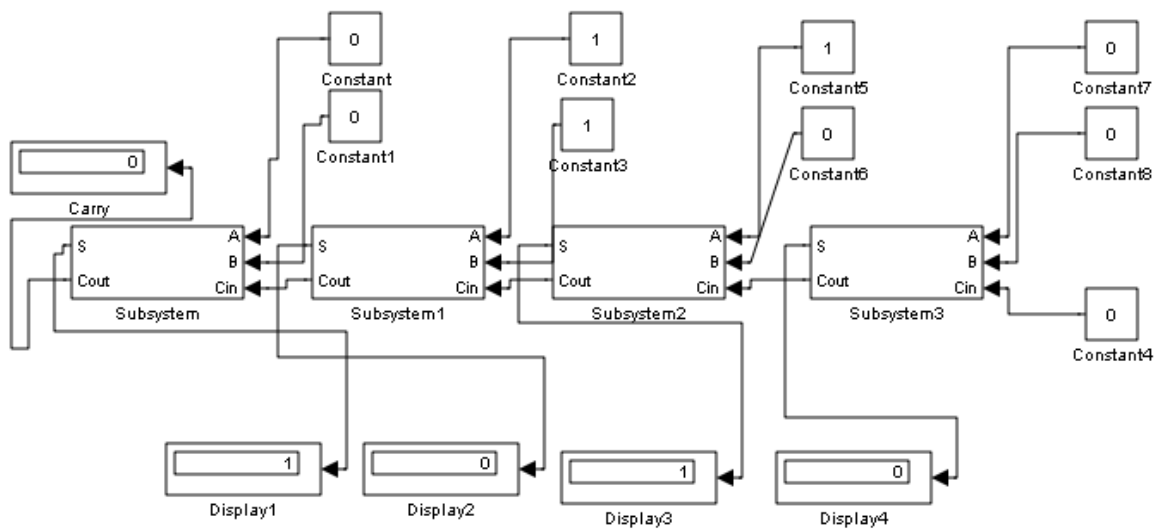 0
Constant
0
Constant1
1
Constant2
1
Constant3
1
Constant5
0
Constant6
0
Constant7
0
Constant8
0
Carry
S
Cout
A
B
Cin
Subsystem
S
Cout
A
B
Cin
Subsystem1
S
Cout
A
B
Cin
Subsystem2
S
Cout
A
B
Cin
Subsystem3
0
Constant4
1
Display1
0
Display2
1
Display3
0
Display4